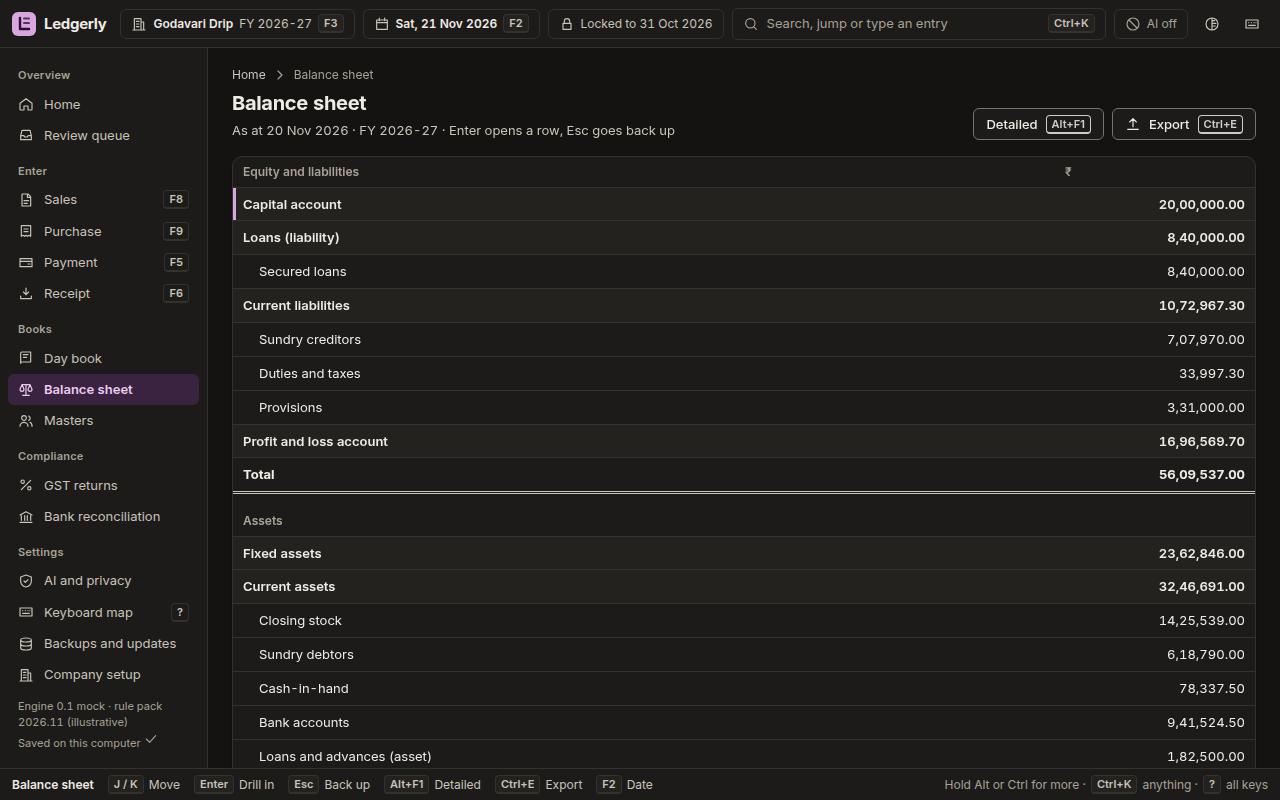 Ledgerly
Godavari Drip FY 2026-27 F3
Sat, 21 Nov 2026 F2
Locked to 31 Oct 2026
Search, jump or type an entry Ctrl+K
AI off
Overview
Home
Review queue
Enter
Sales F8
Purchase F9
Payment F5
Receipt F6
Books
Day book
Balance sheet
Masters
Compliance
GST returns
Bank reconciliation
Settings
AI and privacy
Keyboard map ?
Backups and updates
Company setup
Engine 0.1 mock · rule pack
2026.11 (illustrative)
Saved on this computer
Home > Balance sheet
Balance sheet
As at 20 Nov 2026 · FY 2026-27 · Enter opens a row, Esc goes back up
Detailed Alt+F1
Export Ctrl+E
Equity and liabilities ₹
Capital account 20,00,000.00
Loans (liability) 8,40,000.00
Secured loans 8,40,000.00
Current liabilities 10,72,967.30
Sundry creditors 7,07,970.00
Duties and taxes 33,997.30
Provisions 3,31,000.00
Profit and loss account 16,96,569.70
Total 56,09,537.00
Assets
Fixed assets 23,62,846.00
Current assets 32,46,691.00
Closing stock 14,25,539.00
Sundry debtors 6,18,790.00
Cash-in-hand 78,337.50
Bank accounts 9,41,524.50
Loans and advances (asset) 1,82,500.00
Balance sheet J / K Move Enter Drill in Esc Back up Alt+F1 Detailed Ctrl+E Export F2 Date
Hold Alt or Ctrl for more · Ctrl+K anything · ? all keys